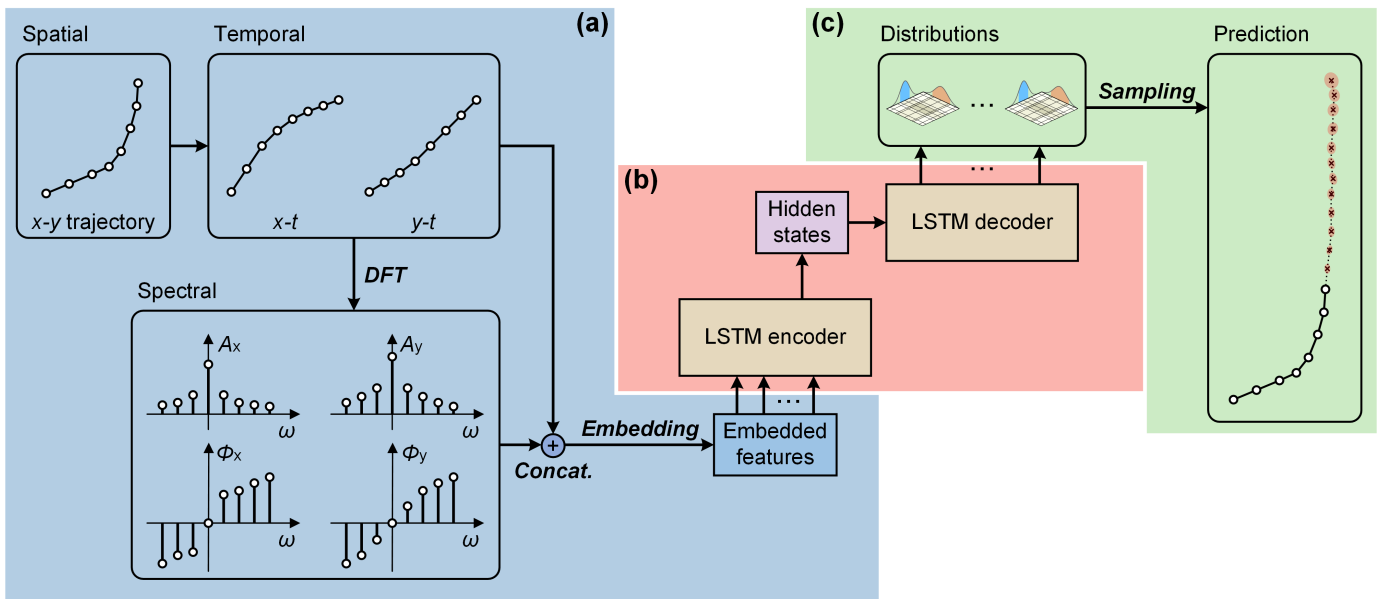 (a)
Spatial
Temporal
x-y trajectory
x-t
y-t
DFT
Spectral
Ax
Ay
ω
ω
Φx
Φy
ω
ω
+
Concat.
Embedding
Embedded
features
...
(b)
LSTM encoder
Hidden
states
LSTM decoder
...
(c)
Distributions
...
Sampling
Prediction